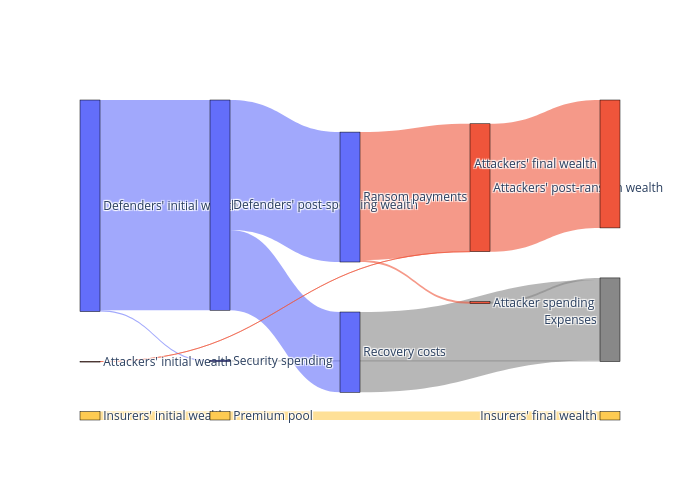 Attackers' final wealth
Attackers' post-ransom wealth
Ransom payments
Defenders' initial wealth
Defenders' post-spending wealth
Attacker spending
Expenses
Recovery costs
Attackers' initial wealth
Security spending
Insurers' initial wealth
Premium pool
Insurers' final wealth